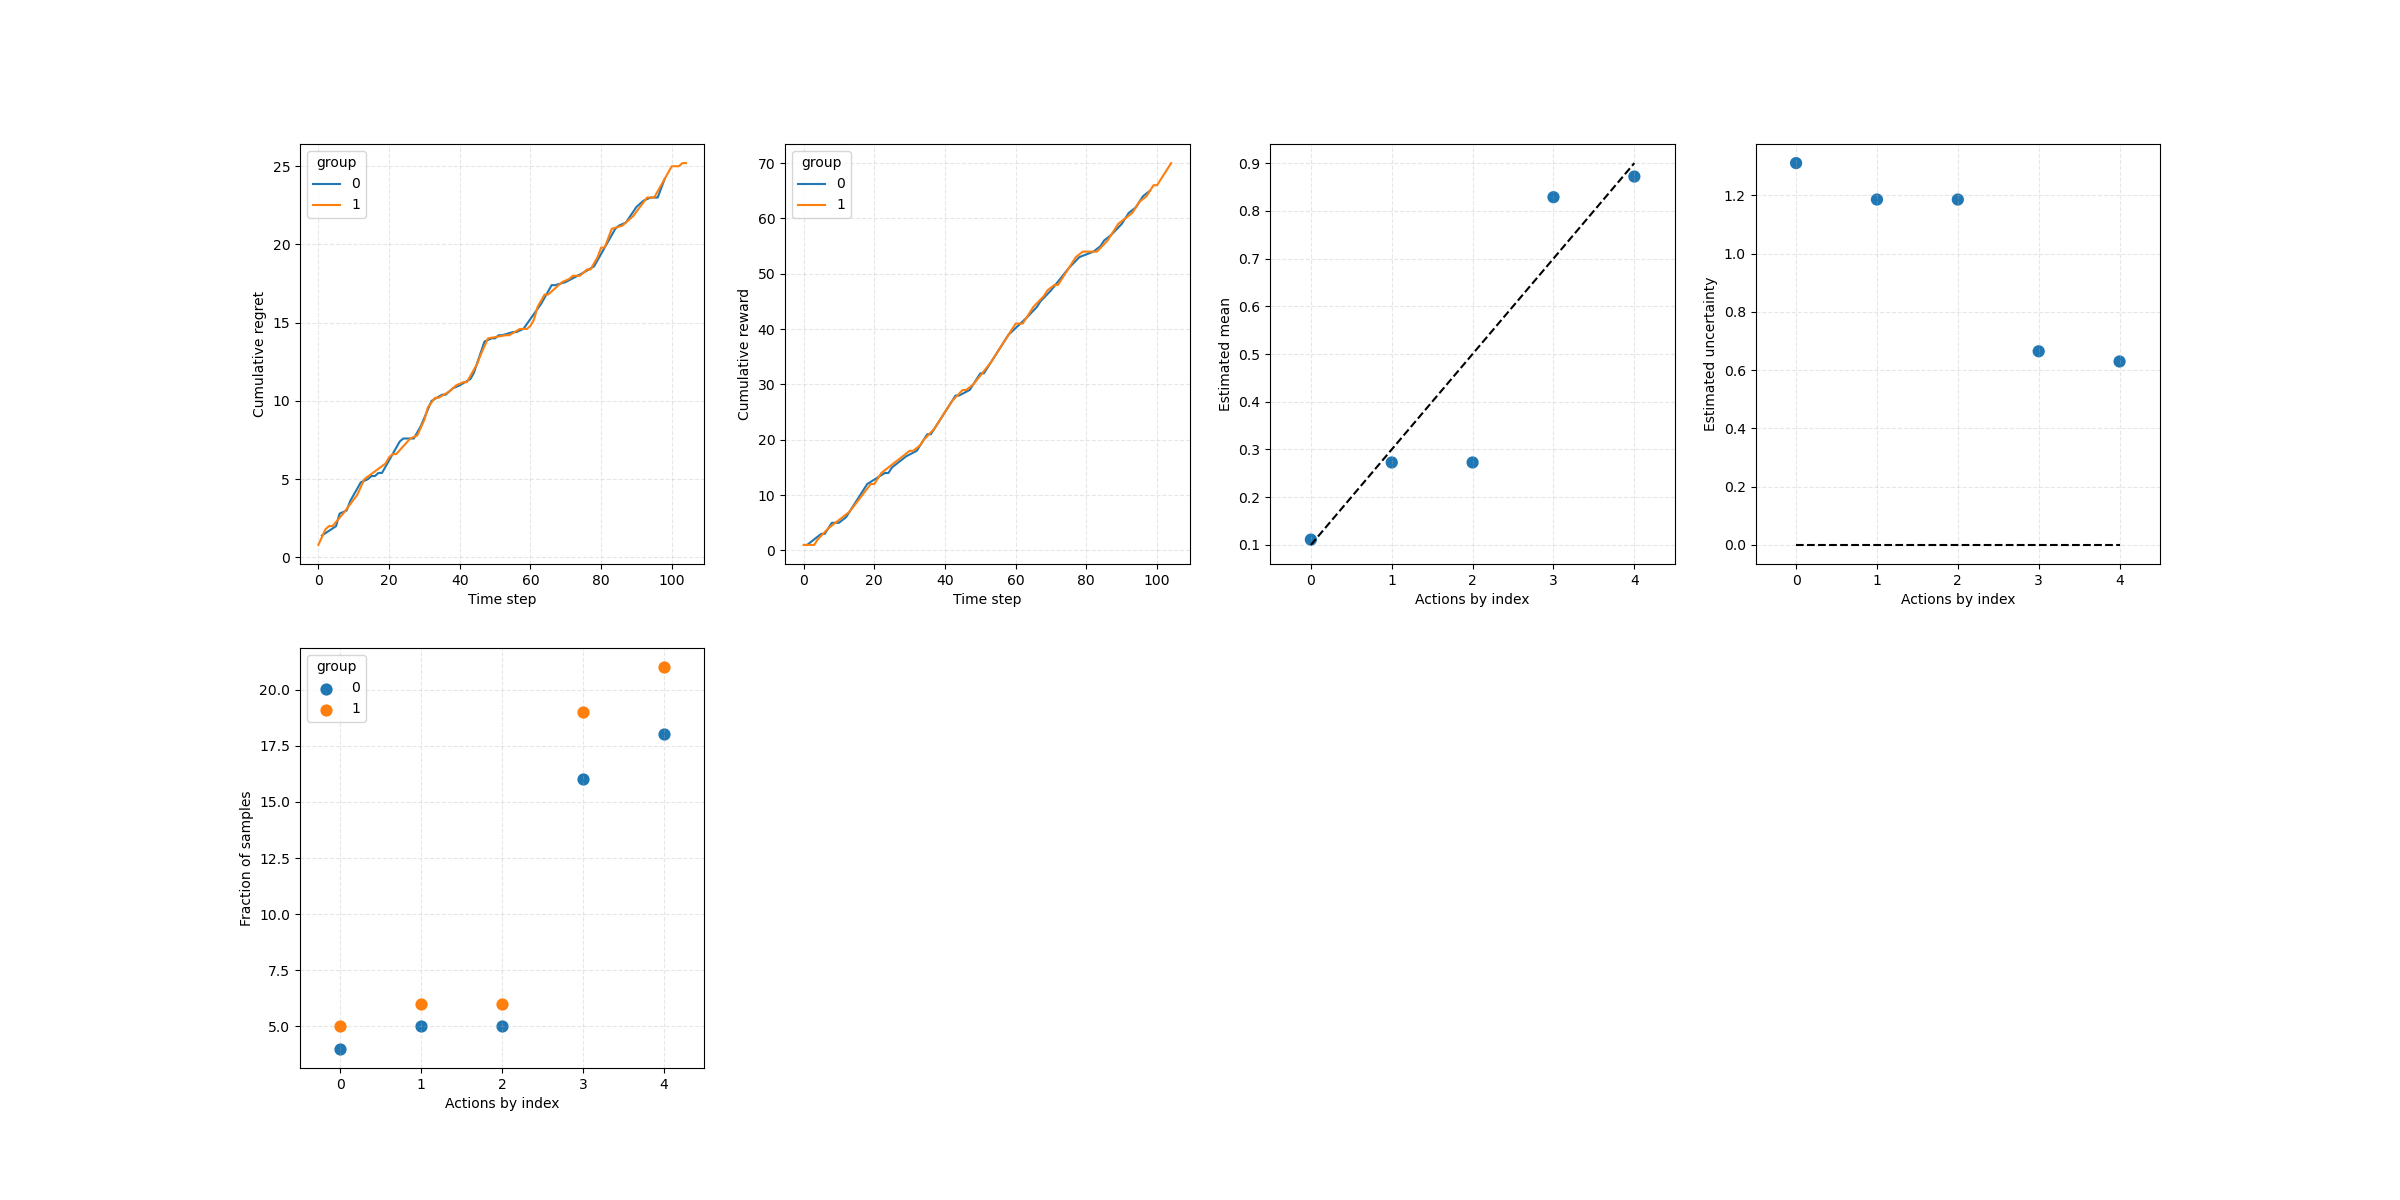 group
0
1
25
20
15
10
5
0
Cumulative regret
0 20 40 60 80 100
Time step
group
0
1
70
60
50
40
30
20
10
0
Cumulative reward
0 20 40 60 80 100
Time step
0.9
0.8
0.7
0.6
0.5
0.4
0.3
0.2
0.1
Estimated mean
0 1 2 3 4
Actions by index
1.2
1.0
0.8
0.6
0.4
0.2
0.0
Estimated uncertainty
0 1 2 3 4
Actions by index
group
0
1
20.0
17.5
15.0
12.5
10.0
7.5
5.0
Fraction of samples
0 1 2 3 4
Actions by index